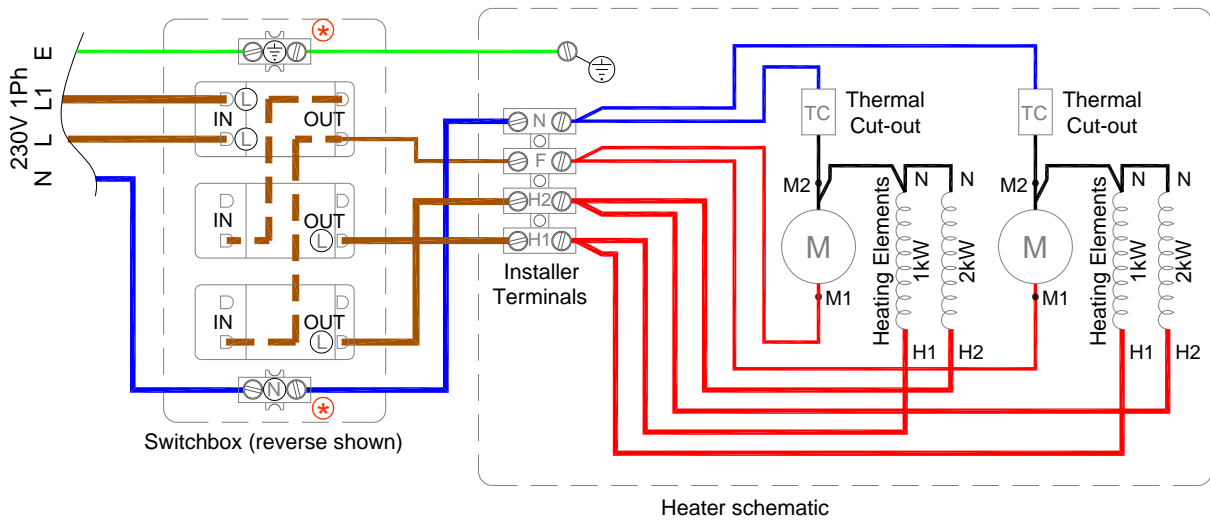 230V 1Ph
E
L1
L
N
*
L
IN
OUT
L
IN
OUT
L
IN
OUT
L
N
*
Switchbox (reverse shown)
N
F
H2
H1
Installer
Terminals
TC
Thermal
Cut-out
M2
N
N
M
Heating Elements
1kW
2kW
M1
H1
H2
TC
Thermal
Cut-out
M2
N
N
M
Heating Elements
1kW
2kW
M1
H1
H2
Heater schematic